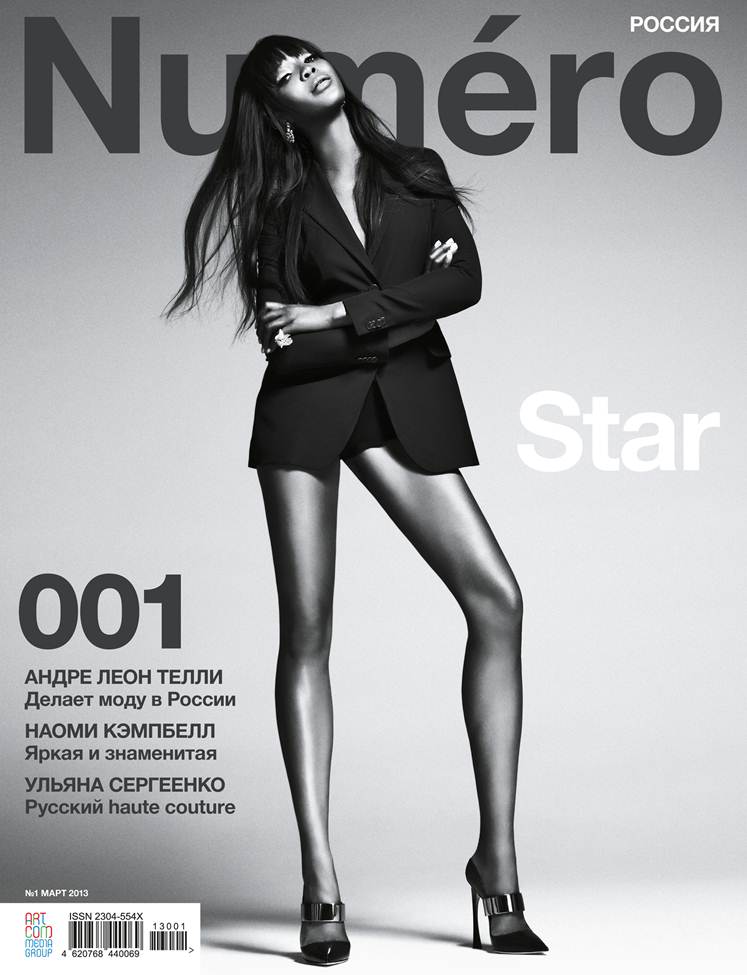 РОССИЯ
Numéro
Star
001
АНДРЕ ЛЕОН ТЕЛЛИ
Делает моду в России
НАОМИ КЭМПБЕЛЛ
Яркая и знаменитая
УЛЬЯНА СЕРГЕЕНКО
Русский haute couture
№1 МАРТ 2013
ART
COM
MEDIA
GROUP
ISSN 2304-554X
13001
4 620768 440069 >